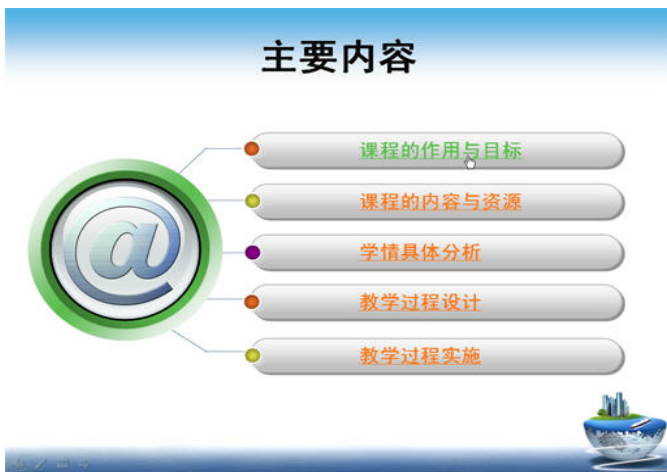 主要内容
课程的作用与目标
课程的内容与资源
学情具体分析
教学过程设计
教学过程实施
@